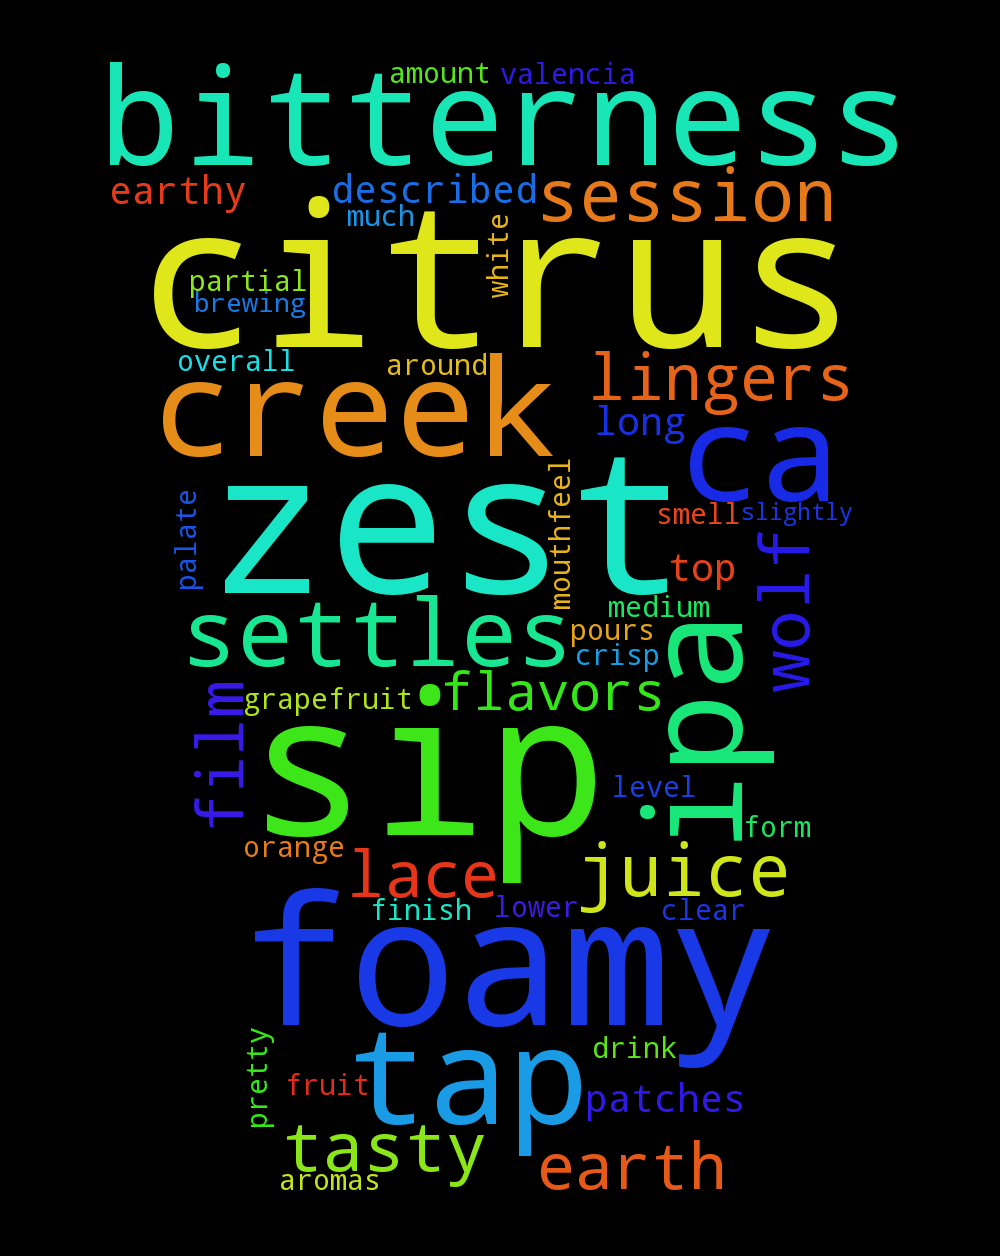 amount
valencia
bitterness
earthy
described
session
much
citrus
white
partial
brewing
overall
around
creek
lingers
long
ca
zest
palate
mouthfeel
smell
slightly
wolf
top
medium
settles
pours
crisp
ipa
film
grapefruit
flavors
sip
level
form
orange
lace
juice
finish
lower
clear
foamy
pretty
tap
drink
fruit
patches
tasty
earth
aromas